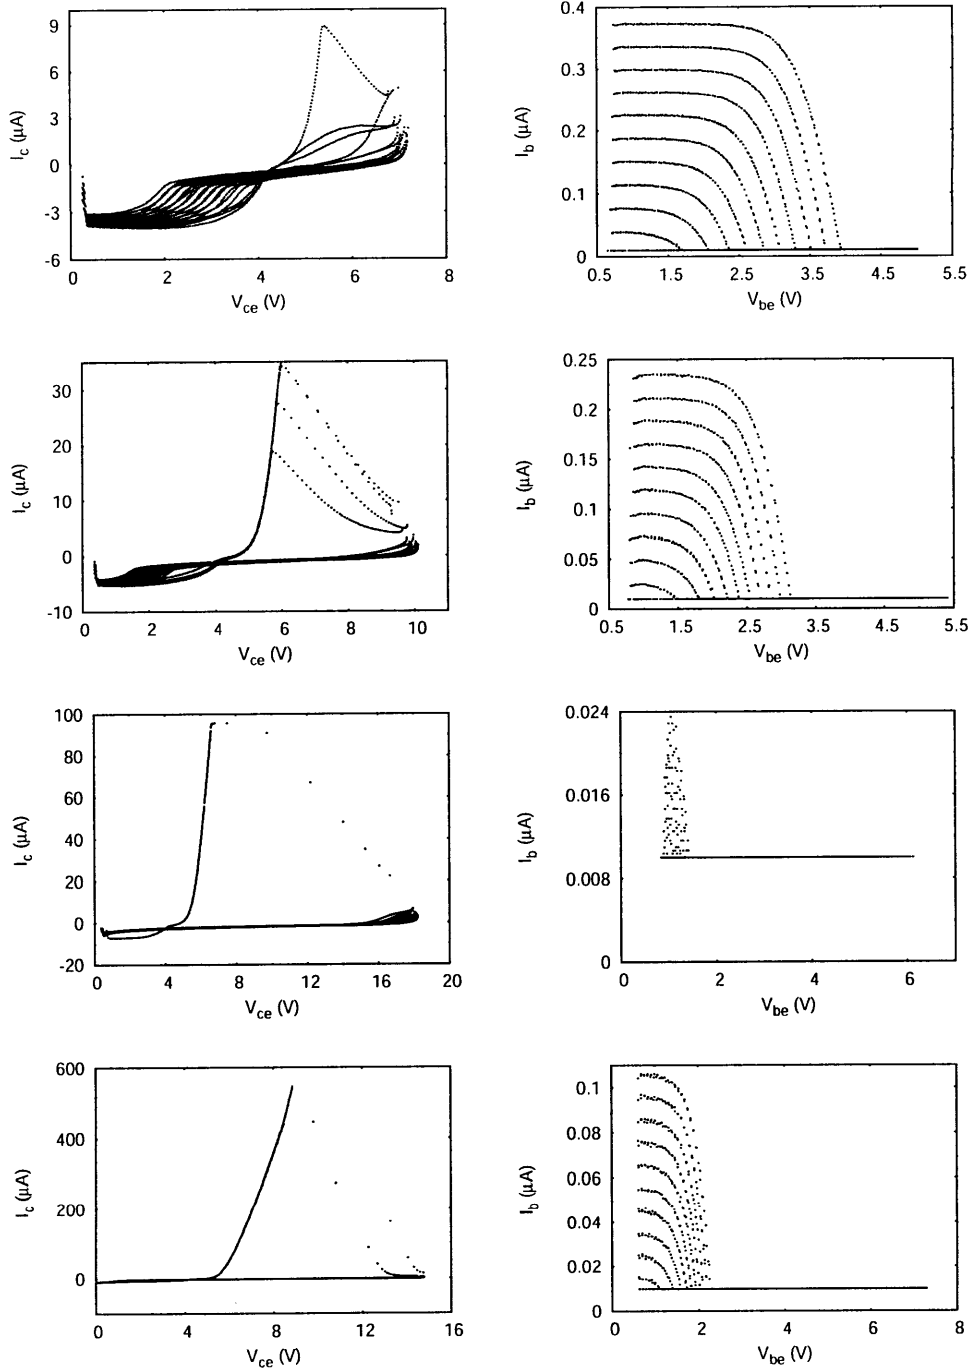 9
6
3
0
-3
-6
I_c (μA)
0 2 4 6 8
V_ce (V)
0.4
0.3
0.2
0.1
0
I_b (μA)
0.5 1.5 2.5 3.5 4.5 5.5
V_be (V)
30
20
10
0
-10
I_c (μA)
0 2 4 6 8 10
V_ce (V)
0.25
0.2
0.15
0.1
0.05
0
I_b (μA)
0.5 1.5 2.5 3.5 4.5 5.5
V_be (V)
100
80
60
40
20
0
-20
I_c (μA)
0 4 8 12 16 20
V_ce (V)
0.024
0.016
0.008
0
I_b (μA)
0 2 4 6
V_be (V)
600
400
200
0
I_c (μA)
0 4 8 12 16
V_ce (V)
0.1
0.08
0.06
0.04
0.02
0
I_b (μA)
0 2 4 6 8
V_be (V)